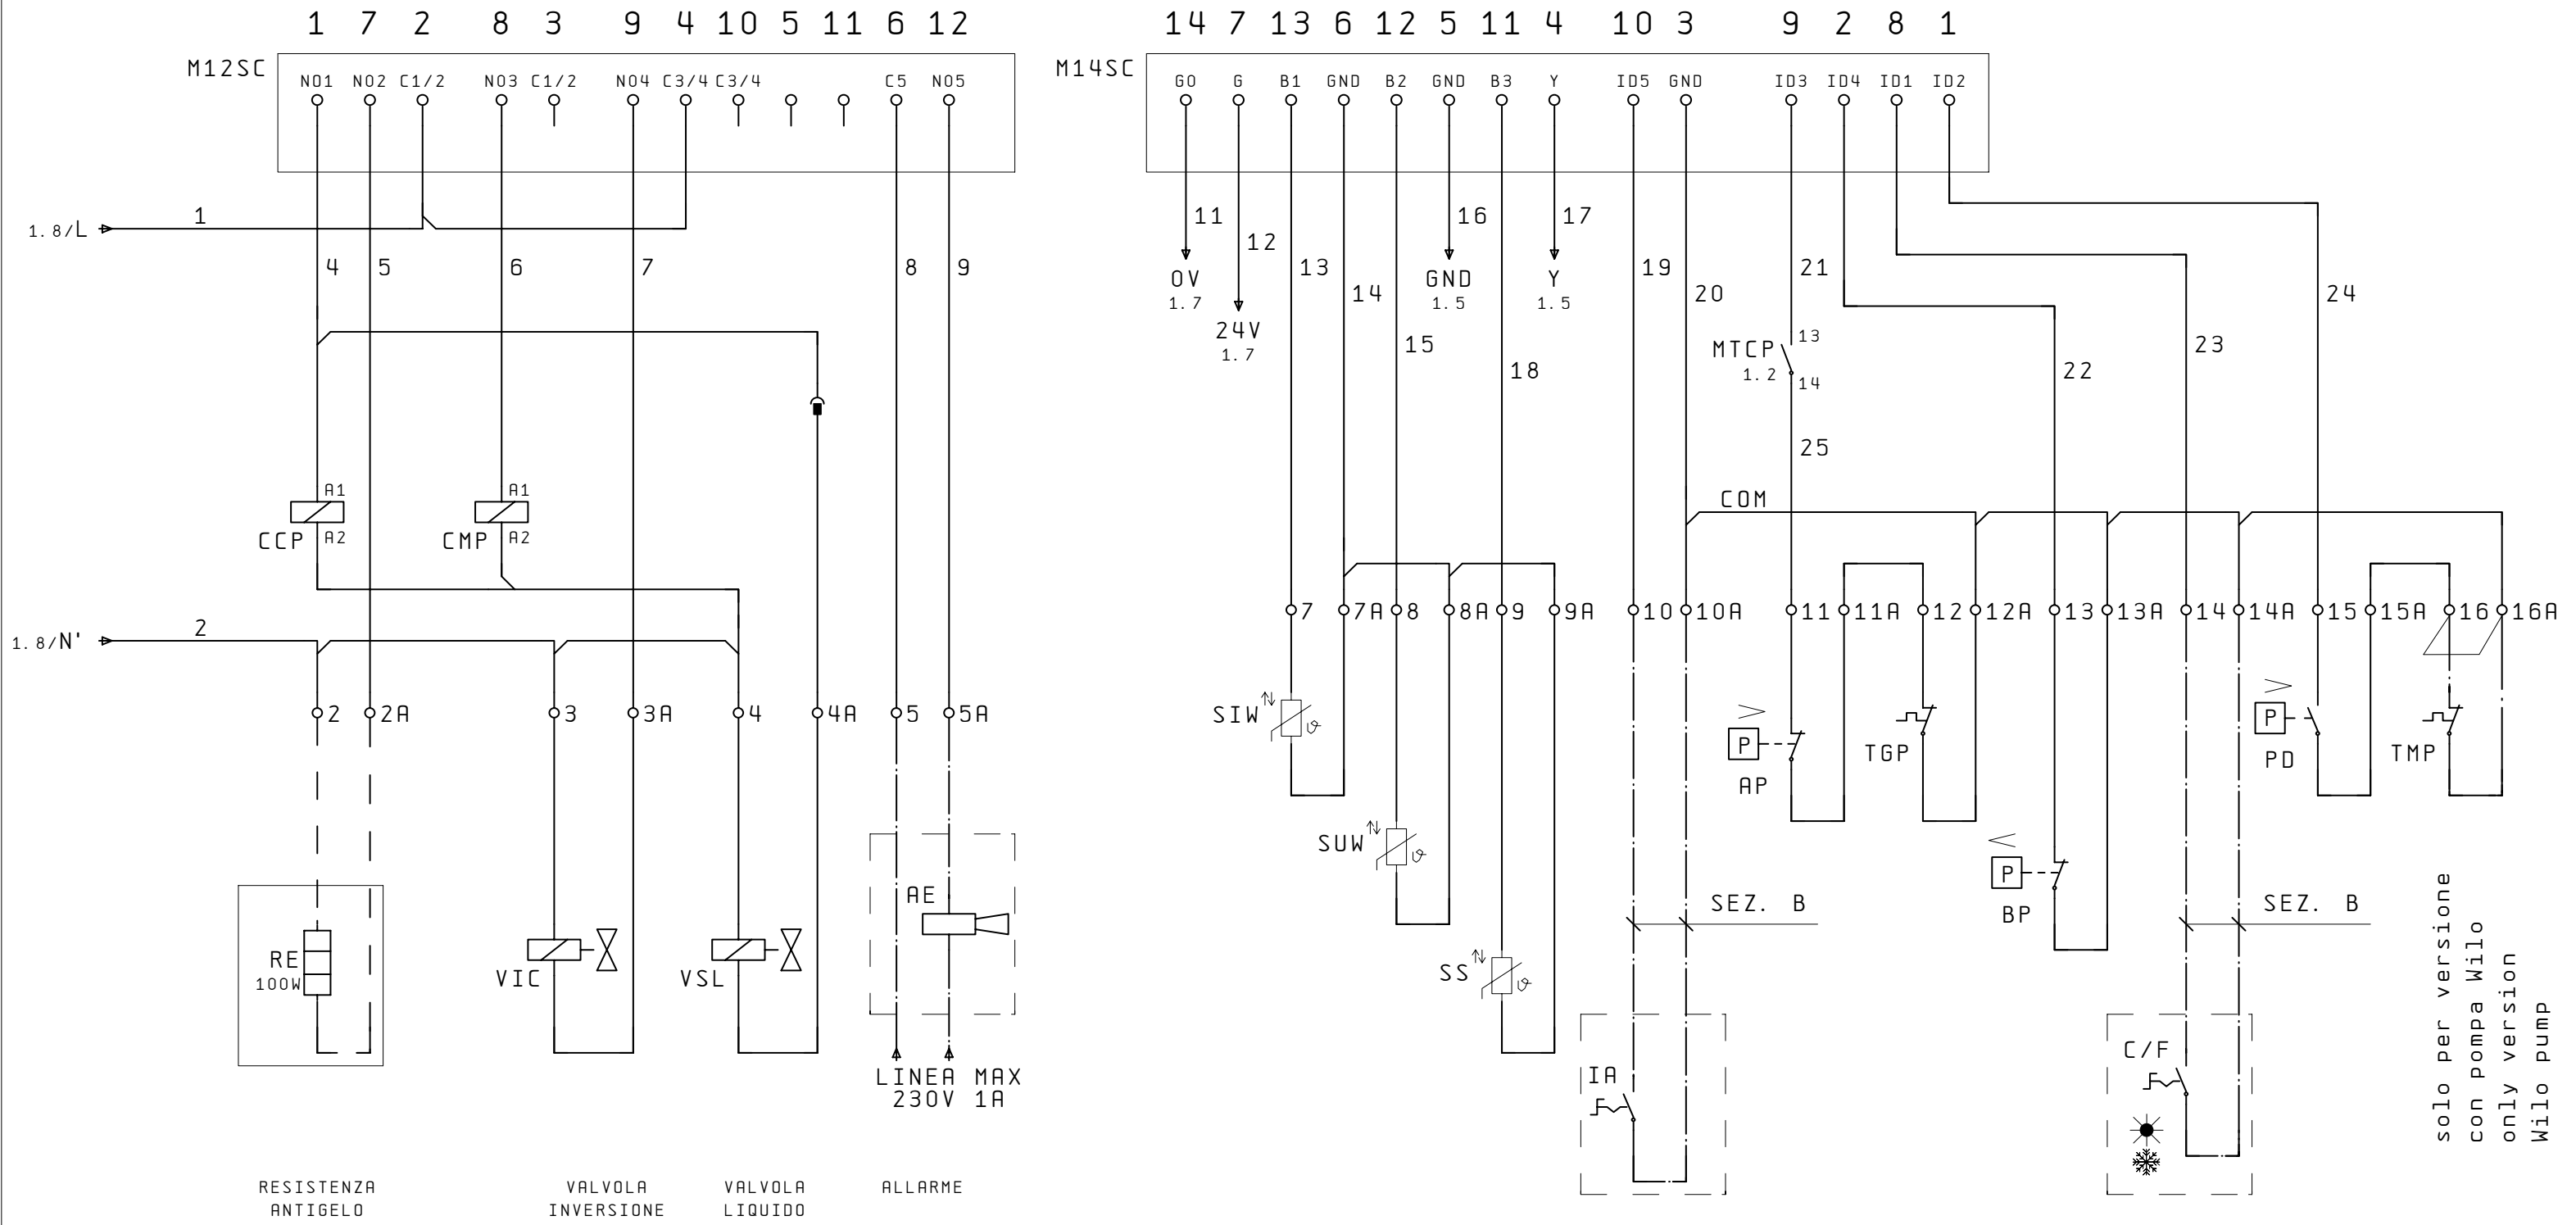 1 7 2 8 3 9 4 10 5 11 6 12
M12SC
NO1 NO2 C1/2 NO3 C1/2 NO4 C3/4 C3/4 C5 NO5
14 7 13 6 12 5 11 4 10 3 9 2 8 1
M14SC
G0 G B1 GND B2 GND B3 Y ID5 GND ID3 ID4 ID1 ID2
1.8/L 1
4 5 6 7 8 9
11 12 13 14 15 16 17 18 19 20 21 22 23 24
0V
1.7
24V
1.7
GND
1.5
Y
1.5
MTCP
1.2
13
14
25
COM
A1
CCP A2
A1
CMP A2
1.8/N' 2
2 2A 3 3A 4 4A 5 5A
7 7A 8 8A 9 9A 10 10A 11 11A 12 12A 13 13A 14 14A 15 15A 16 16A
SIW ϑ
SUW ϑ
SS ϑ
>
P
AP
TGP
<
P
BP
>
P
PD
TMP
RE
100W
VIC
VSL
AE
LINEA MAX
230V 1A
SEZ. B
SEZ. B
IA
C/F
solo per versione
con pompa Wilo
only version
Wilo pump
RESISTENZA
ANTIGELO
VALVOLA
INVERSIONE
VALVOLA
LIQUIDO
ALLARME